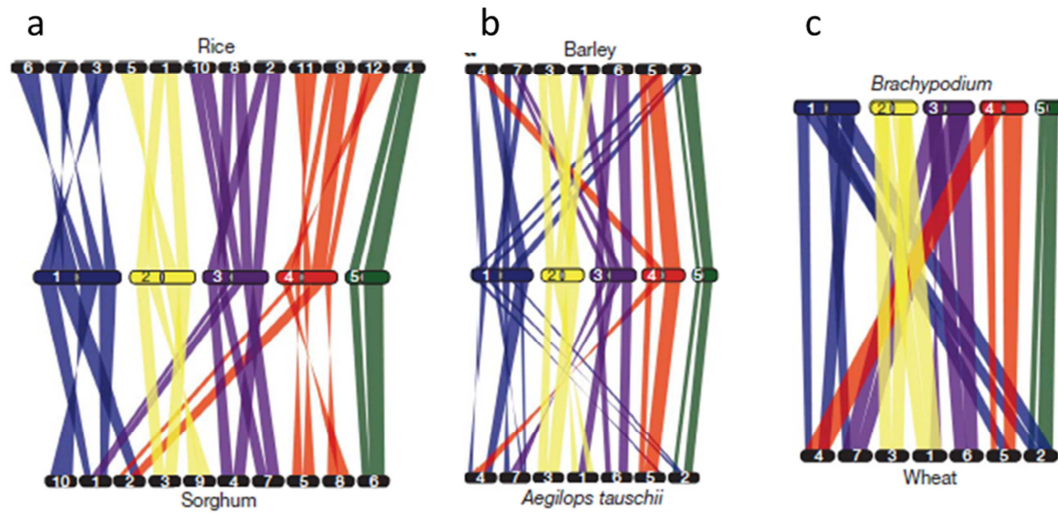 a
Rice
6 7 3 5 1 10 8 2 11 9 12 4
1 2 3 4 5
10 1 2 3 9 4 7 5 8 6
Sorghum
b
Barley
4 7 3 1 6 5 2
1 2 3 4 5
4 7 3 1 6 5 2
Aegilops tauschii
c
Brachypodium
1 2 3 4 5
4 7 3 1 6 5 2
Wheat